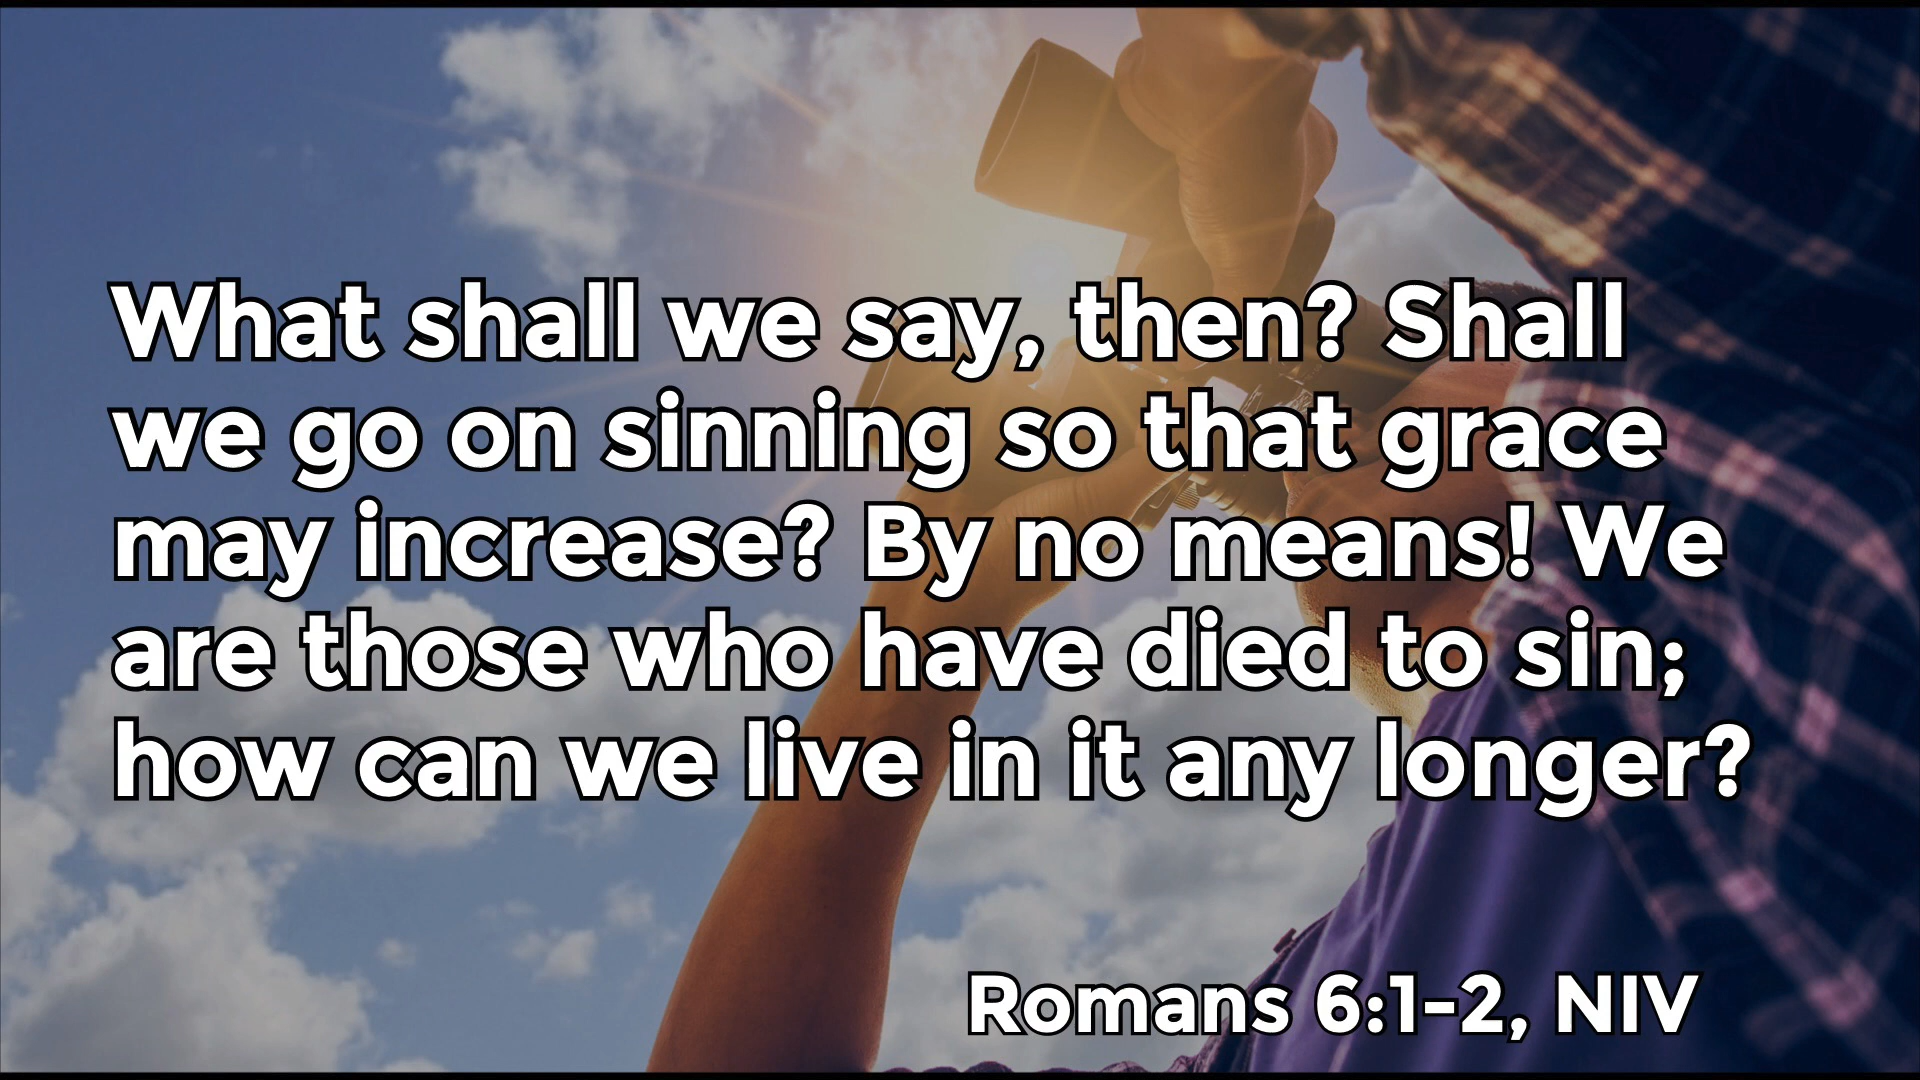 What shall we say, then? Shall
we go on sinning so that grace
may increase? By no means! We
are those who have died to sin;
how can we live in it any longer?
Romans 6:1-2, NIV